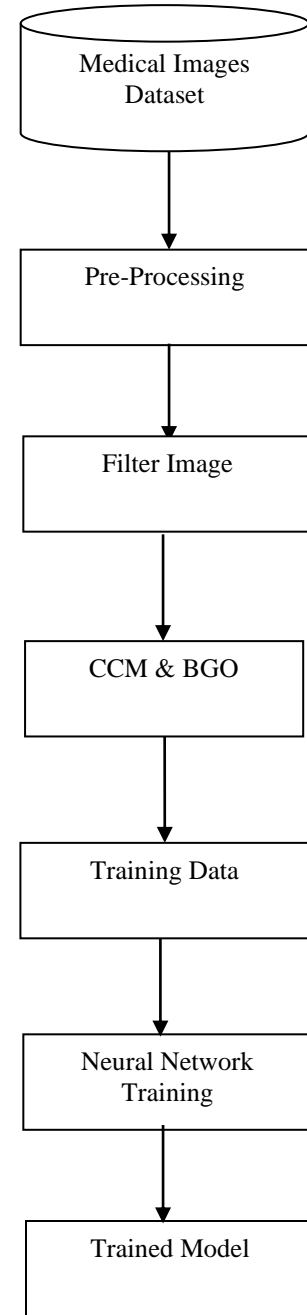 Medical Images
Dataset
Pre-Processing
Filter Image
CCM & BGO
Training Data
Neural Network
Training
Trained Model